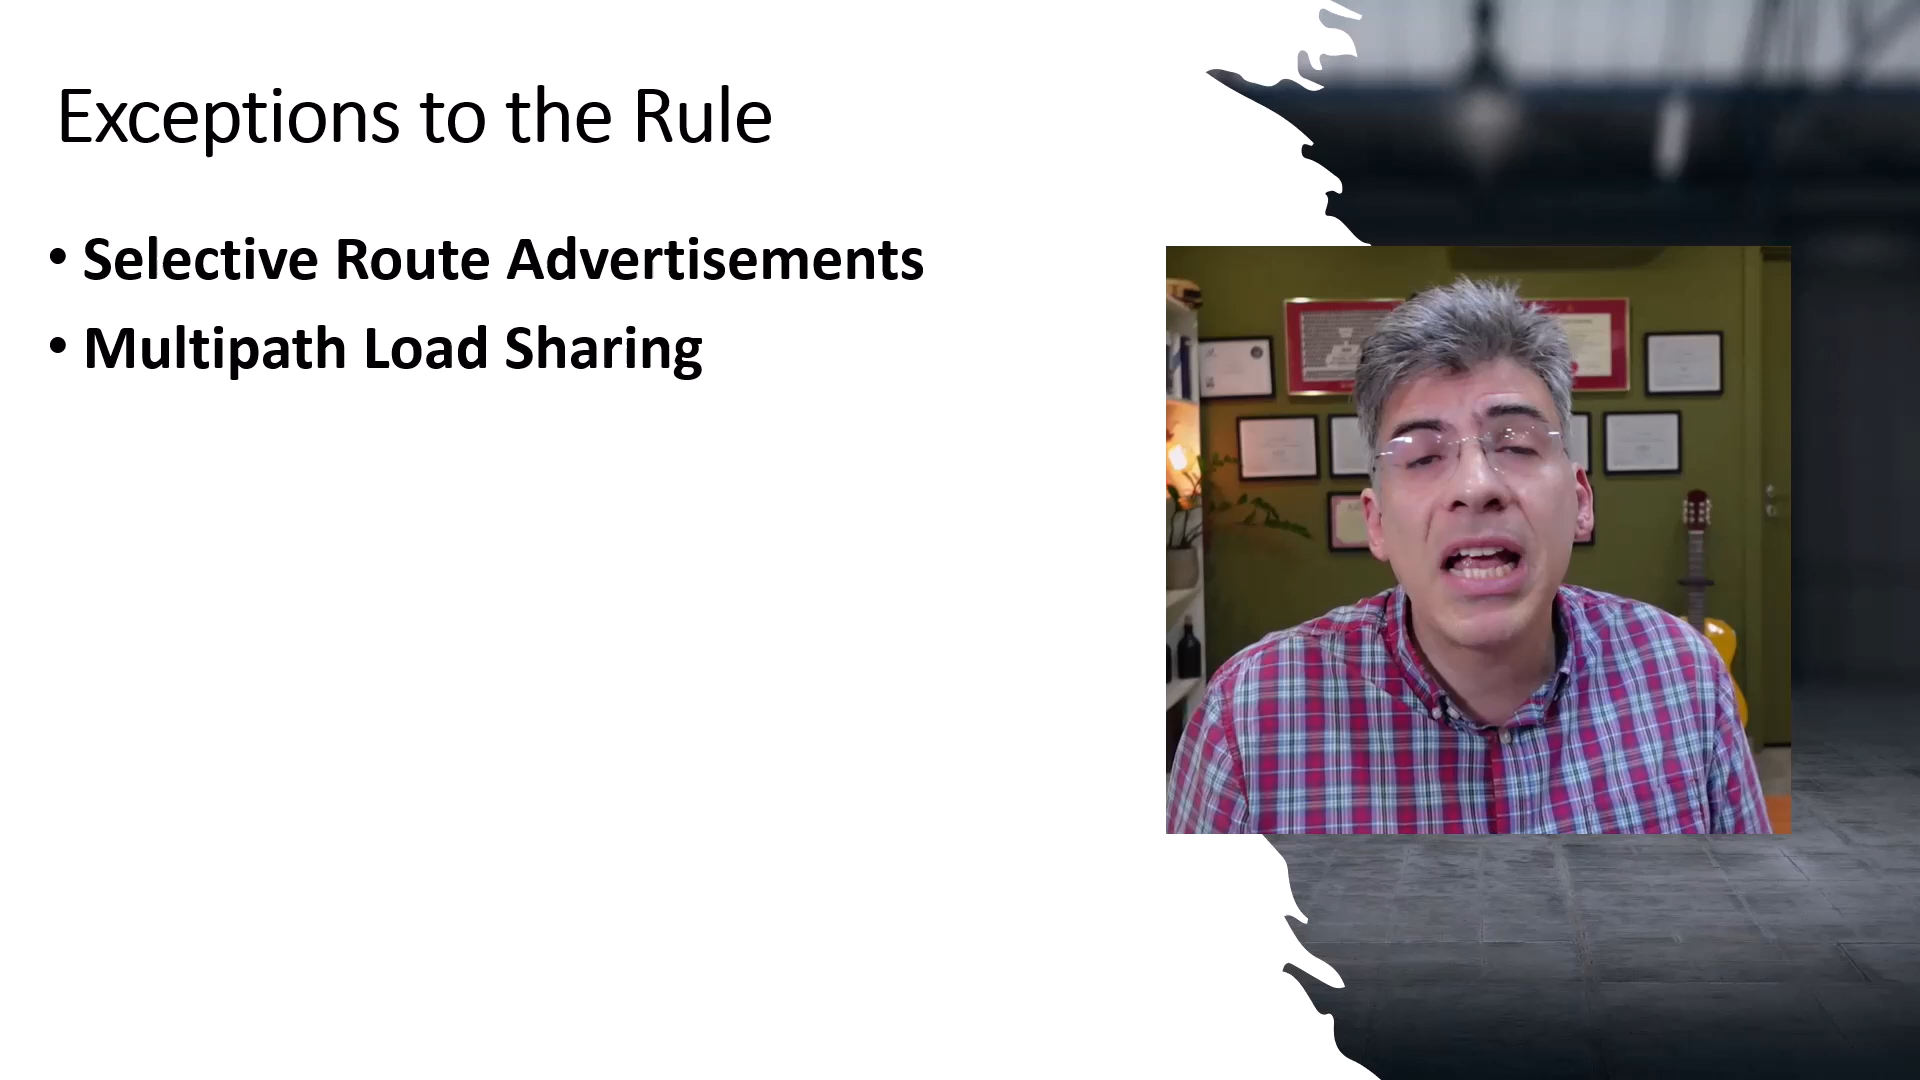 Exceptions to the Rule
• Selective Route Advertisements
• Multipath Load Sharing